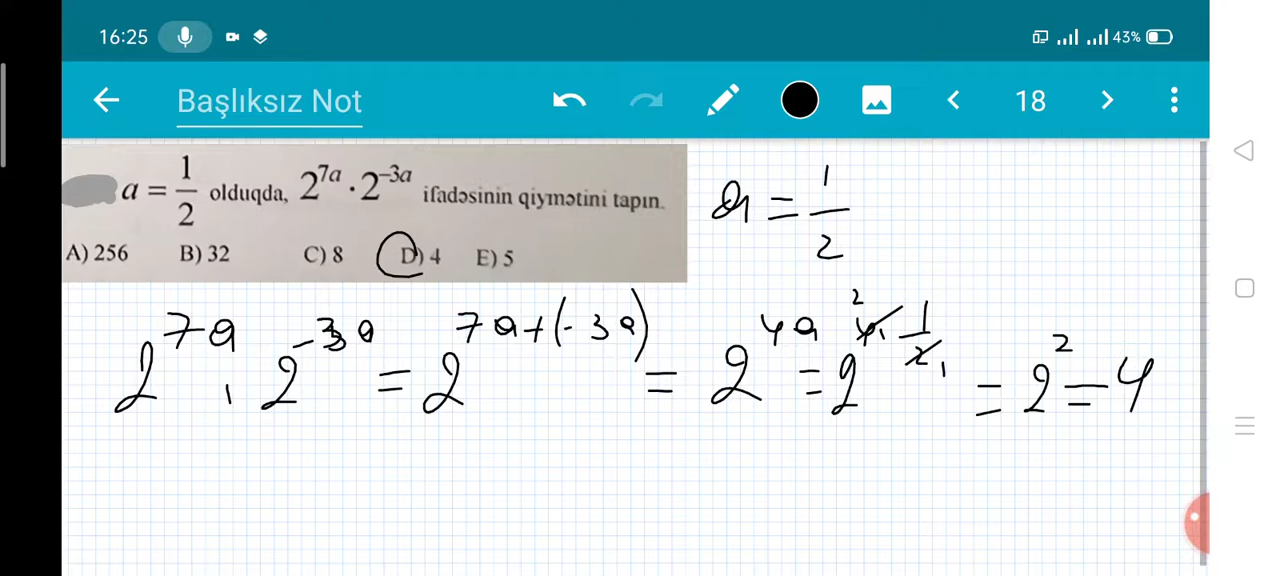 16:25 43%
Başlıksız Not 18
a = 1/2 olduqda, 2^{7a} · 2^{-3a} ifadəsinin qiymətini tapın.
A) 256 B) 32 C) 8 D) 4 E) 5
a = 1/2
2^{7a} · 2^{-3a} = 2^{7a+(-3a)} = 2^{4a} = 2^{4·1/2} = 2^2 = 4